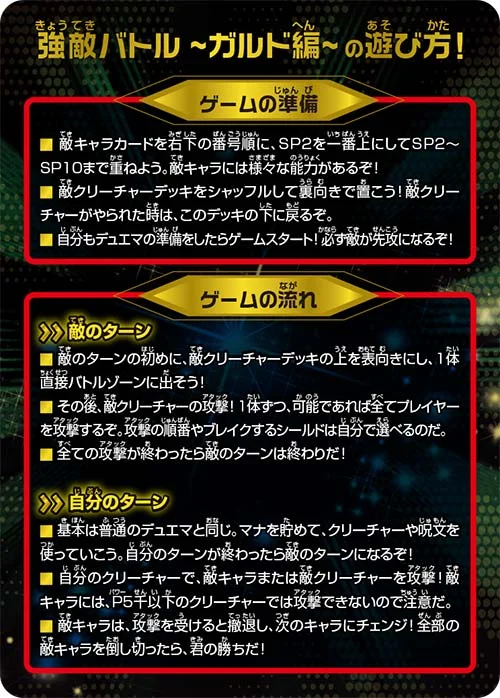 強敵バトル ~ガルド編~ の遊び方!
ゲームの準備
■ 敵キャラカードを右下の番号順に、SP2を一番上にしてSP2〜
SP10まで重ねよう。敵キャラには様々な能力があるぞ!
■ 敵クリーチャーデッキをシャッフルして裏向きで置こう!敵クリ
ーチャーがやられた時は、このデッキの下に戻るぞ。
■ 自分もデュエマの準備をしたらゲームスタート!必ず敵が先攻になるぞ!
ゲームの流れ
敵のターン
■ 敵のターンの初めに、敵クリーチャーデッキの上を表向きにし、1体
直接バトルゾーンに出そう!
■ その後、敵クリーチャーの攻撃!1体ずつ、可能であれば全てプレイヤー
を攻撃するぞ。攻撃の順番やブレイクするシールドは自分で選べるのだ。
■ 全ての攻撃が終わったら敵のターンは終わりだ!
自分のターン
■ 基本は普通のデュエマと同じ。マナを貯めて、クリーチャーや呪文を
使っていこう。自分のターンが終わったら敵のターンになるぞ!
■ 自分のクリーチャーで、敵キャラまたは敵クリーチャーを攻撃!敵
キャラには、P5千以下のクリーチャーでは攻撃できないので注意だ。
■ 敵キャラは、攻撃を受けると撤退し、次のキャラにチェンジ!全部の
敵キャラを倒し切ったら、君の勝ちだ!